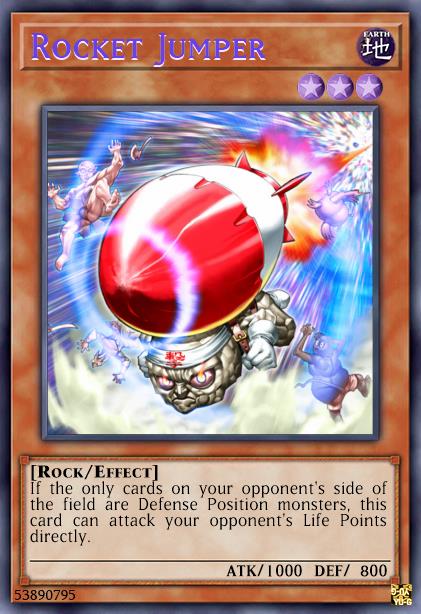 Rocket Jumper
EARTH
地
[Rock/Effect]
If the only cards on your opponent's side of
the field are Defense Position monsters, this
card can attack your opponent's Life Points
directly.
ATK/1000 DEF/ 800
53890795